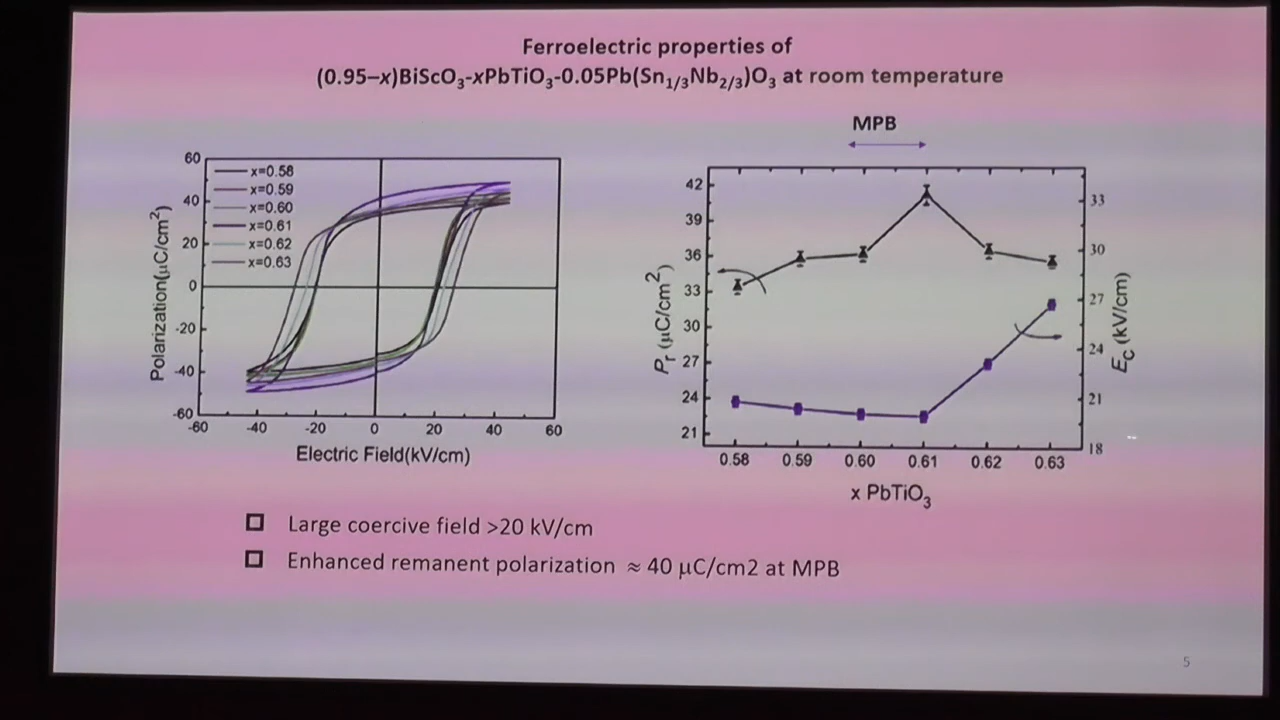 Ferroelectric properties of
(0.95–x)BiScO3-xPbTiO3-0.05Pb(Sn1/3Nb2/3)O3 at room temperature
MPB
60
40
20
0
-20
-40
-60
Polarization(μC/cm2)
x=0.58
x=0.59
x=0.60
x=0.61
x=0.62
x=0.63
-60 -40 -20 0 20 40 60
Electric Field(kV/cm)
42
39
36
33
30
27
24
21
Pr (μC/cm2)
33
30
27
24
21
18
EC (kV/cm)
0.58 0.59 0.60 0.61 0.62 0.63
x PbTiO3
Large coercive field >20 kV/cm
Enhanced remanent polarization ≈ 40 μC/cm2 at MPB
5